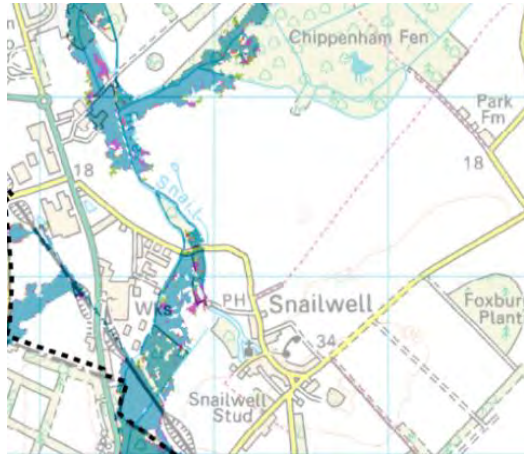 Chippenham Fen
Park
Fm
18
18
Snail
Wks
PH
Snailwell
Foxbur
Plant
34
Snailwell
Stud